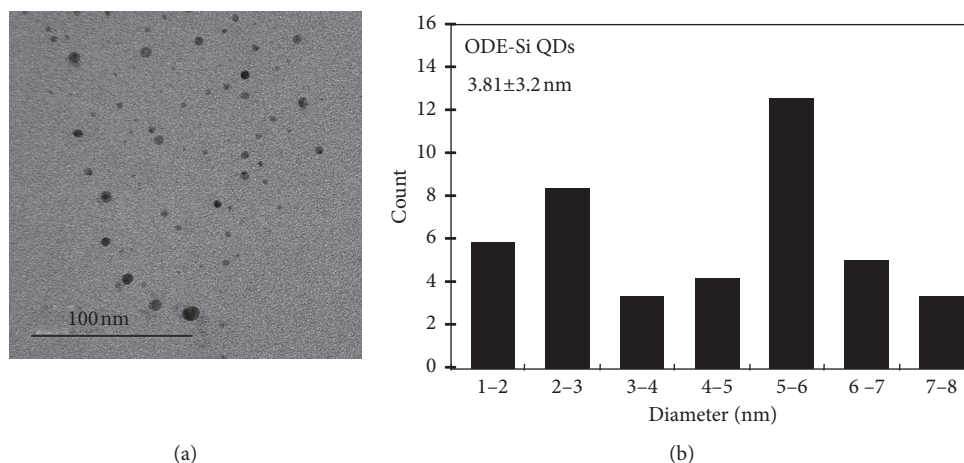 100 nm
(a)
16
14
12
10
8
6
4
2
0
Count
ODE-Si QDs
3.81±3.2 nm
1–2 2–3 3–4 4–5 5–6 6 –7 7–8
Diameter (nm)
(b)